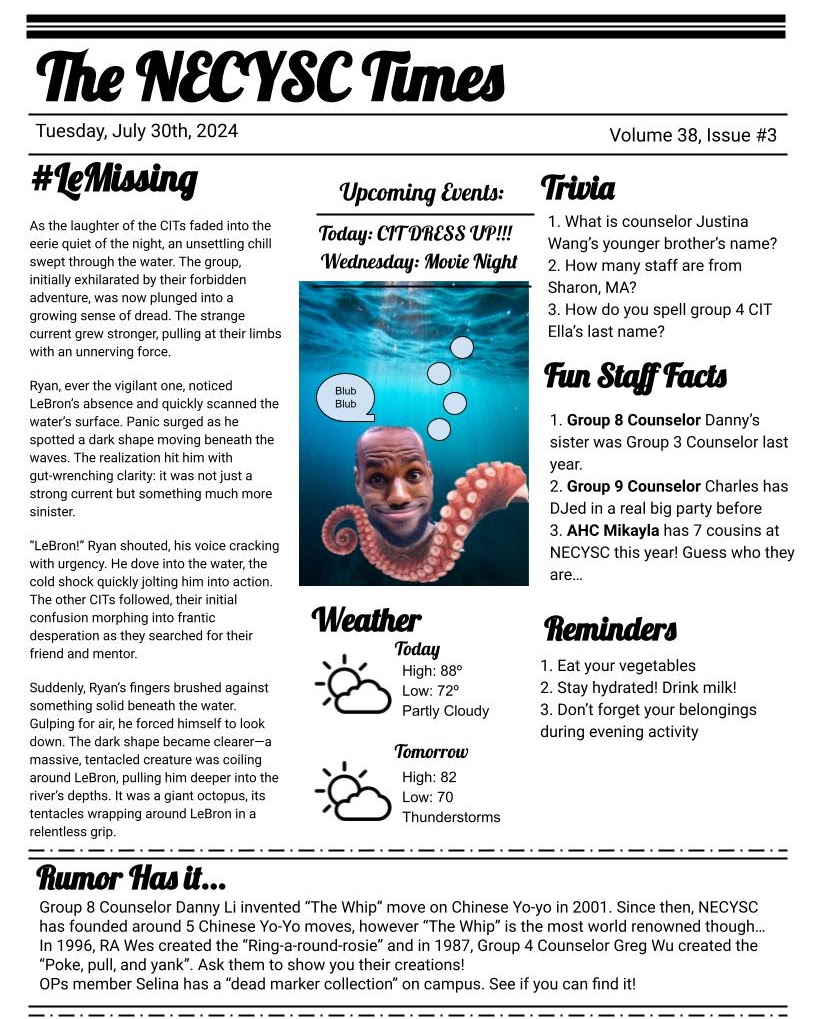 The NECYSC Times
Tuesday, July 30th, 2024
Volume 38, Issue #3
#LeMissing
As the laughter of the CITs faded into the
eerie quiet of the night, an unsettling chill
swept through the water. The group,
initially exhilarated by their forbidden
adventure, was now plunged into a
growing sense of dread. The strange
current grew stronger, pulling at their limbs
with an unnerving force.
Ryan, ever the vigilant one, noticed
LeBron’s absence and quickly scanned the
water’s surface. Panic surged as he
spotted a dark shape moving beneath the
waves. The realization hit him with
gut-wrenching clarity: it was not just a
strong current but something much more
sinister.
“LeBron!” Ryan shouted, his voice cracking
with urgency. He dove into the water, the
cold shock quickly jolting him into action.
The other CITs followed, their initial
confusion morphing into frantic
desperation as they searched for their
friend and mentor.
Suddenly, Ryan’s fingers brushed against
something solid beneath the water.
Gulping for air, he forced himself to look
down. The dark shape became clearer—a
massive, tentacled creature was coiling
around LeBron, pulling him deeper into the
river’s depths. It was a giant octopus, its
tentacles wrapping around LeBron in a
relentless grip.
Upcoming Events:
Today: CIT DRESS UP!!!
Wednesday: Movie Night
Blub
Blub
Weather
Today
High: 88º
Low: 72º
Partly Cloudy
Tomorrow
High: 82
Low: 70
Thunderstorms
Trivia
1. What is counselor Justina
Wang’s younger brother’s name?
2. How many staff are from
Sharon, MA?
3. How do you spell group 4 CIT
Ella’s last name?
Fun Staff Facts
1. Group 8 Counselor Danny’s
sister was Group 3 Counselor last
year.
2. Group 9 Counselor Charles has
DJed in a real big party before
3. AHC Mikayla has 7 cousins at
NECYSC this year! Guess who they
are…
Reminders
1. Eat your vegetables
2. Stay hydrated! Drink milk!
3. Don’t forget your belongings
during evening activity
Rumor Has it...
Group 8 Counselor Danny Li invented “The Whip” move on Chinese Yo-yo in 2001. Since then, NECYSC
has founded around 5 Chinese Yo-Yo moves, however “The Whip” is the most world renowned though…
In 1996, RA Wes created the “Ring-a-round-rosie” and in 1987, Group 4 Counselor Greg Wu created the
“Poke, pull, and yank”. Ask them to show you their creations!
OPs member Selina has a “dead marker collection” on campus. See if you can find it!